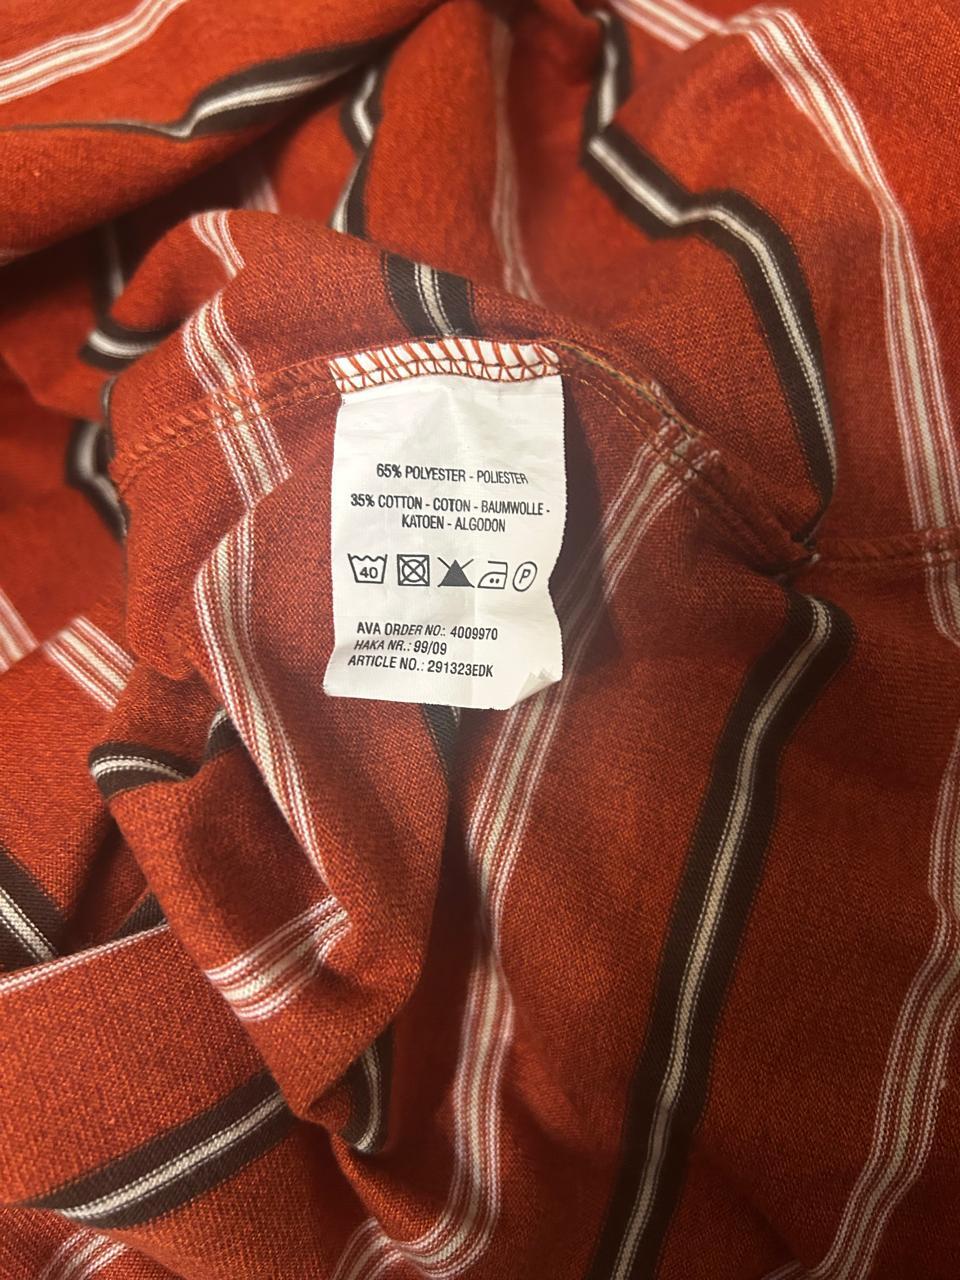 65% POLYESTER - POLIESTER
35% COTTON - COTON - BAUMWOLLE -
KATOEN - ALGODON
40 P
AVA ORDER NO.: 4009970
HAKA NR.: 99/09
ARTICLE NO.: 291323EDK